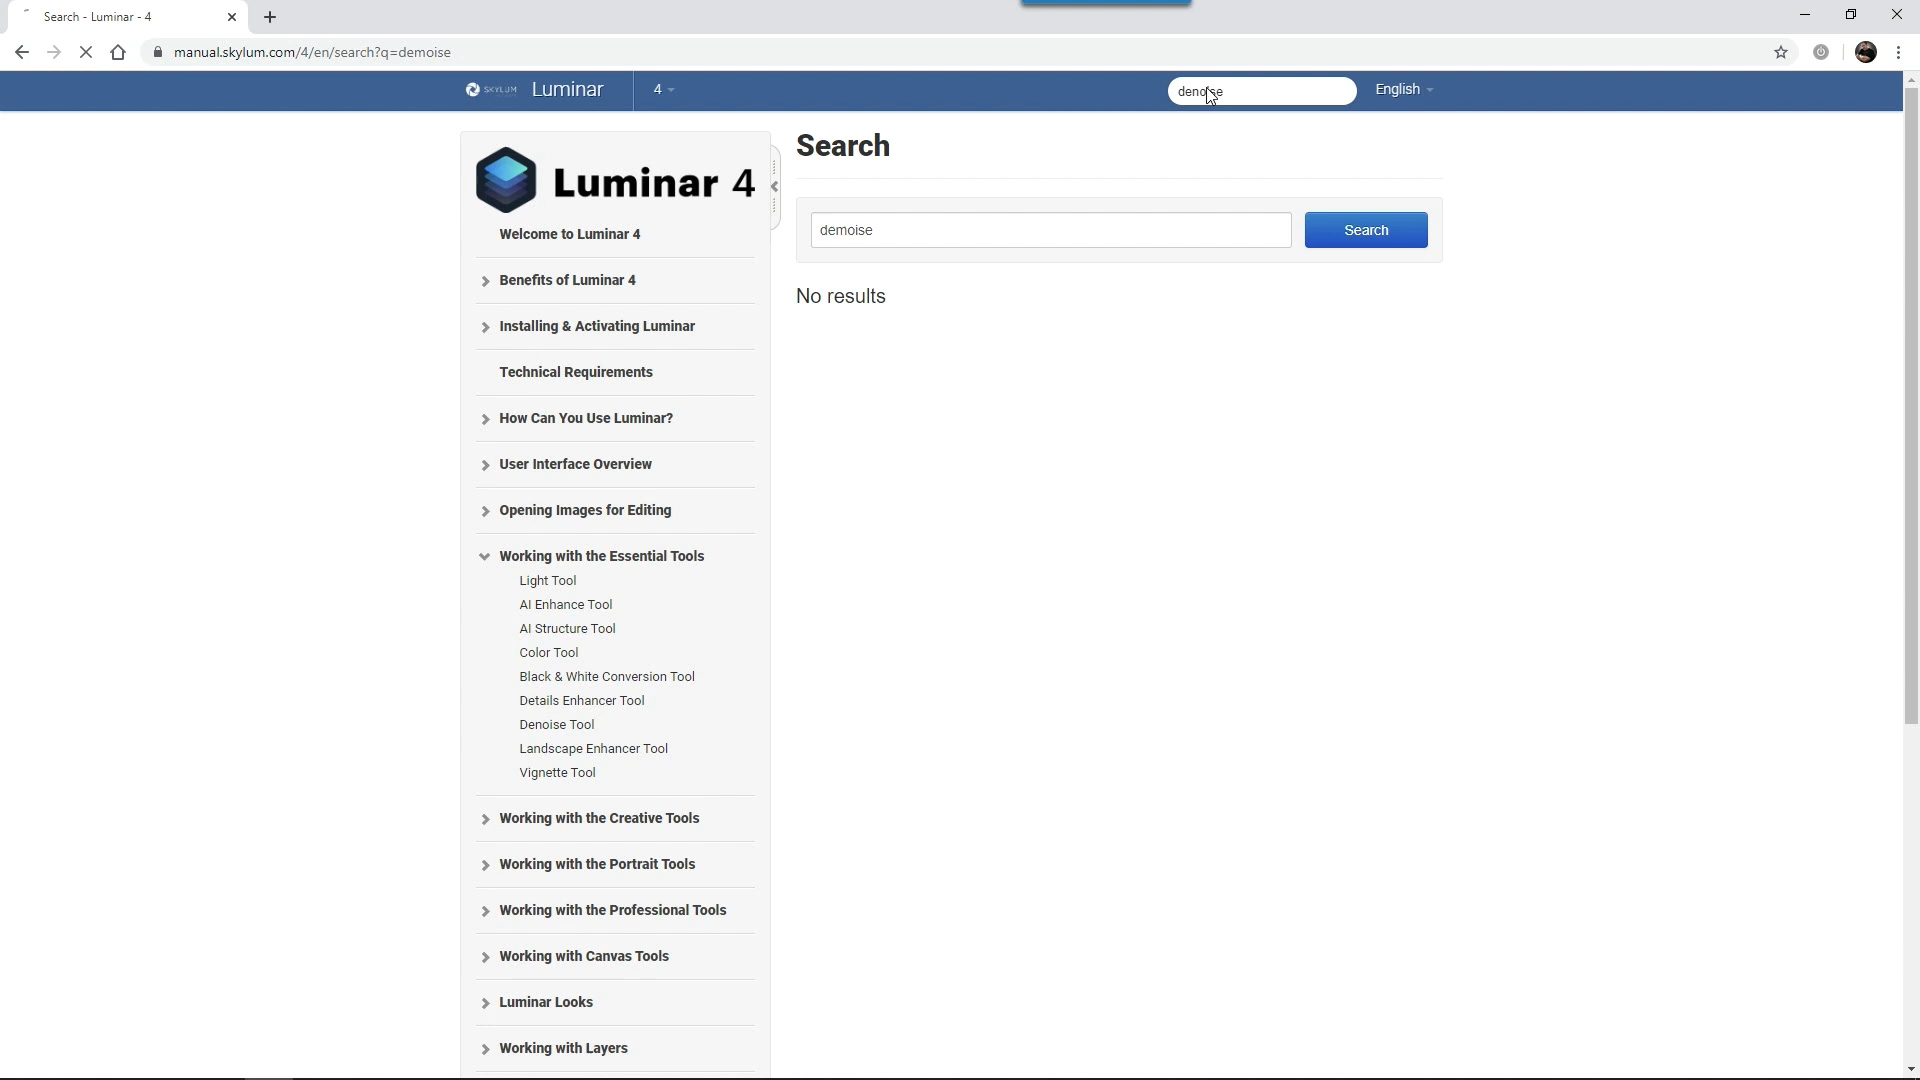 Search - Luminar - 4
manual.skylum.com/4/en/search?q=demoise
SKYLUM Luminar 4
denoise
English
Luminar 4
Welcome to Luminar 4
Benefits of Luminar 4
Installing & Activating Luminar
Technical Requirements
How Can You Use Luminar?
User Interface Overview
Opening Images for Editing
Working with the Essential Tools
Light Tool
AI Enhance Tool
AI Structure Tool
Color Tool
Black & White Conversion Tool
Details Enhancer Tool
Denoise Tool
Landscape Enhancer Tool
Vignette Tool
Working with the Creative Tools
Working with the Portrait Tools
Working with the Professional Tools
Working with Canvas Tools
Luminar Looks
Working with Layers
Search
demoise
Search
No results